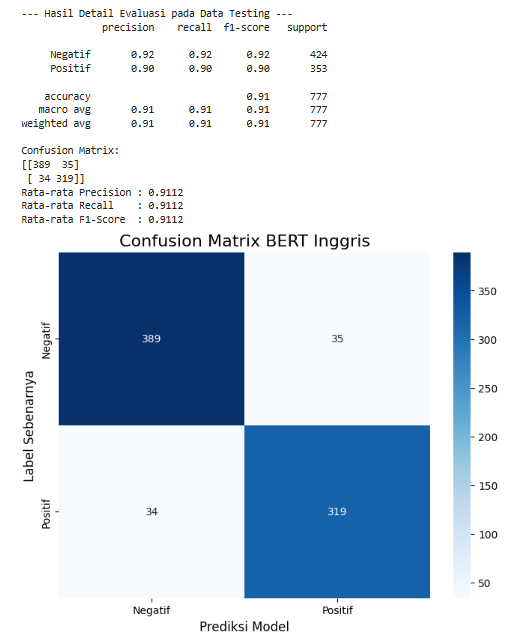 --- Hasil Detail Evaluasi pada Data Testing ---
precision recall f1-score support
Negatif 0.92 0.92 0.92 424
Positif 0.90 0.90 0.90 353
accuracy 0.91 777
macro avg 0.91 0.91 0.91 777
weighted avg 0.91 0.91 0.91 777
Confusion Matrix:
[[389 35]
[ 34 319]]
Rata-rata Precision : 0.9112
Rata-rata Recall : 0.9112
Rata-rata F1-Score : 0.9112
Confusion Matrix BERT Inggris
Label Sebenarnya
Negatif
389
35
Positif
34
319
Negatif
Positif
Prediksi Model
350
300
250
200
150
100
50